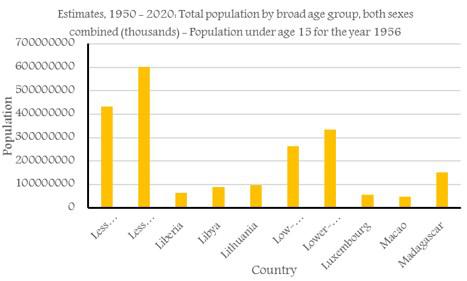 Estimates, 1950 - 2020: Total population by broad age group, both sexes
combined (thousands) - Population under age 15 for the year 1956
Population
700000000
600000000
500000000
400000000
300000000
200000000
100000000
0
Less...
Less...
Liberia
Libya
Lithuania
Low-...
Lower-...
Luxembourg
Macao
Madagascar
Country